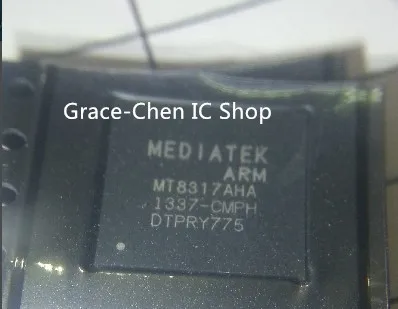 Grace-Chen IC Shop
MEDIATEK
ARM
MT8317AHA
1337-CMPH
DTPRY775